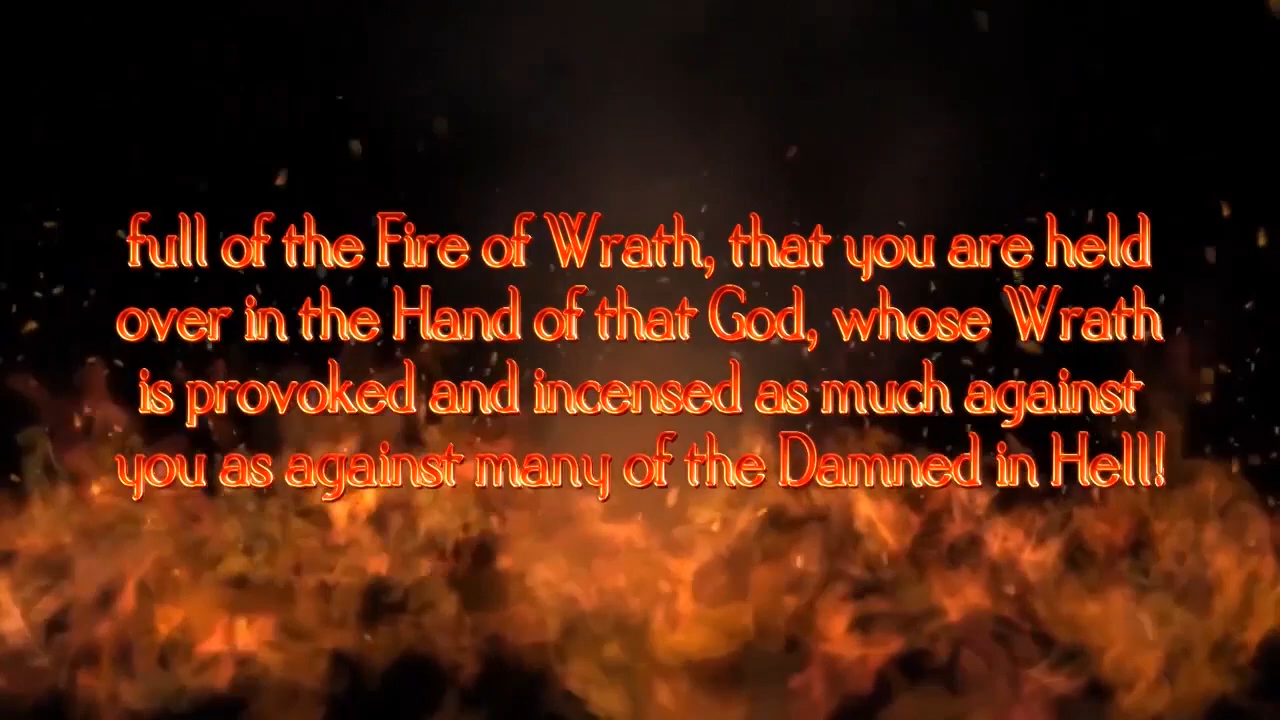 full of the Fire of Wrath, that you are held
over in the Hand of that God, whose Wrath
is provoked and incensed as much against
you as against many of the Damned in Hell!